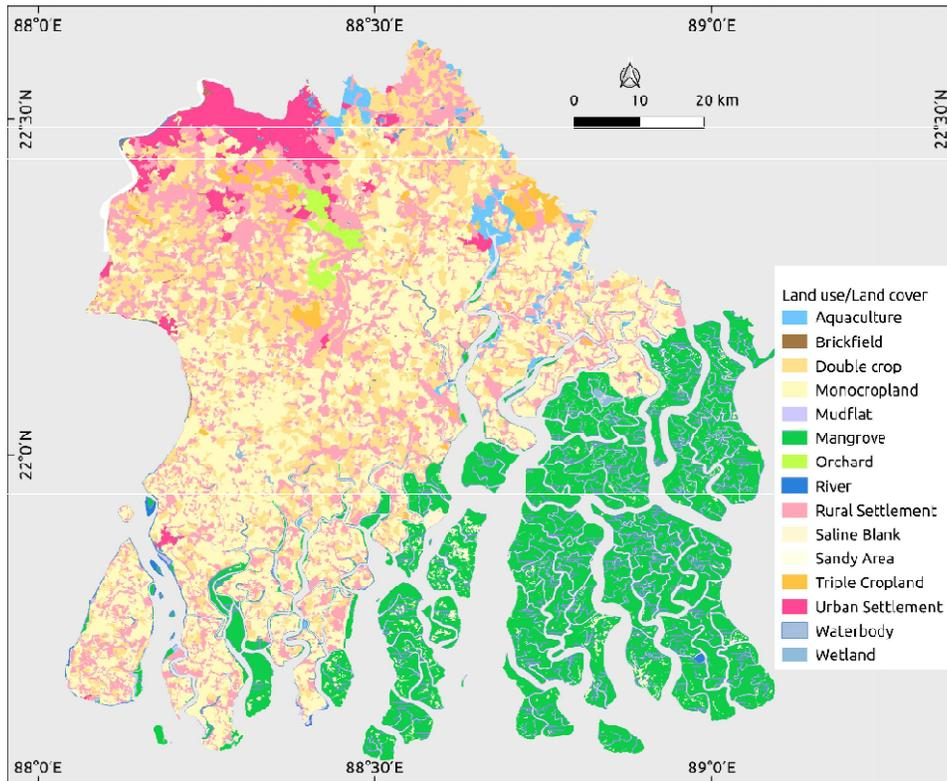 88°0'E 88°30'E 89°0'E
22°30'N 22°30'N
0 10 20 km
22°0'N
Land use/Land cover
Aquaculture
Brickfield
Double crop
Monocropland
Mudflat
Mangrove
Orchard
River
Rural Settlement
Saline Blank
Sandy Area
Triple Cropland
Urban Settlement
Waterbody
Wetland
88°0'E 88°30'E 89°0'E